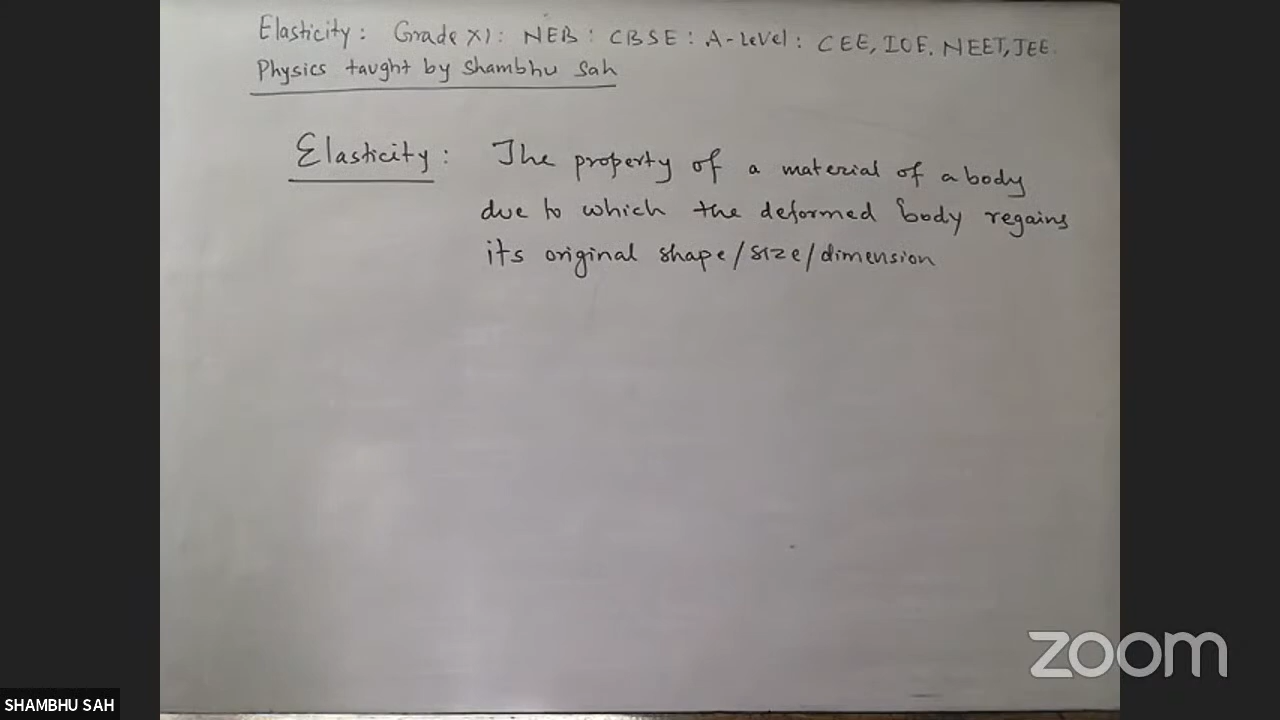 Elasticity: Grade XI: NEB: CBSE: A-Level: CEE, IOE. NEET, JEE.
Physics taught by Shambhu Sah
Elasticity: The property of a material of a body
due to which the deformed body regains
its original shape/size/dimension
zoom
SHAMBHU SAH